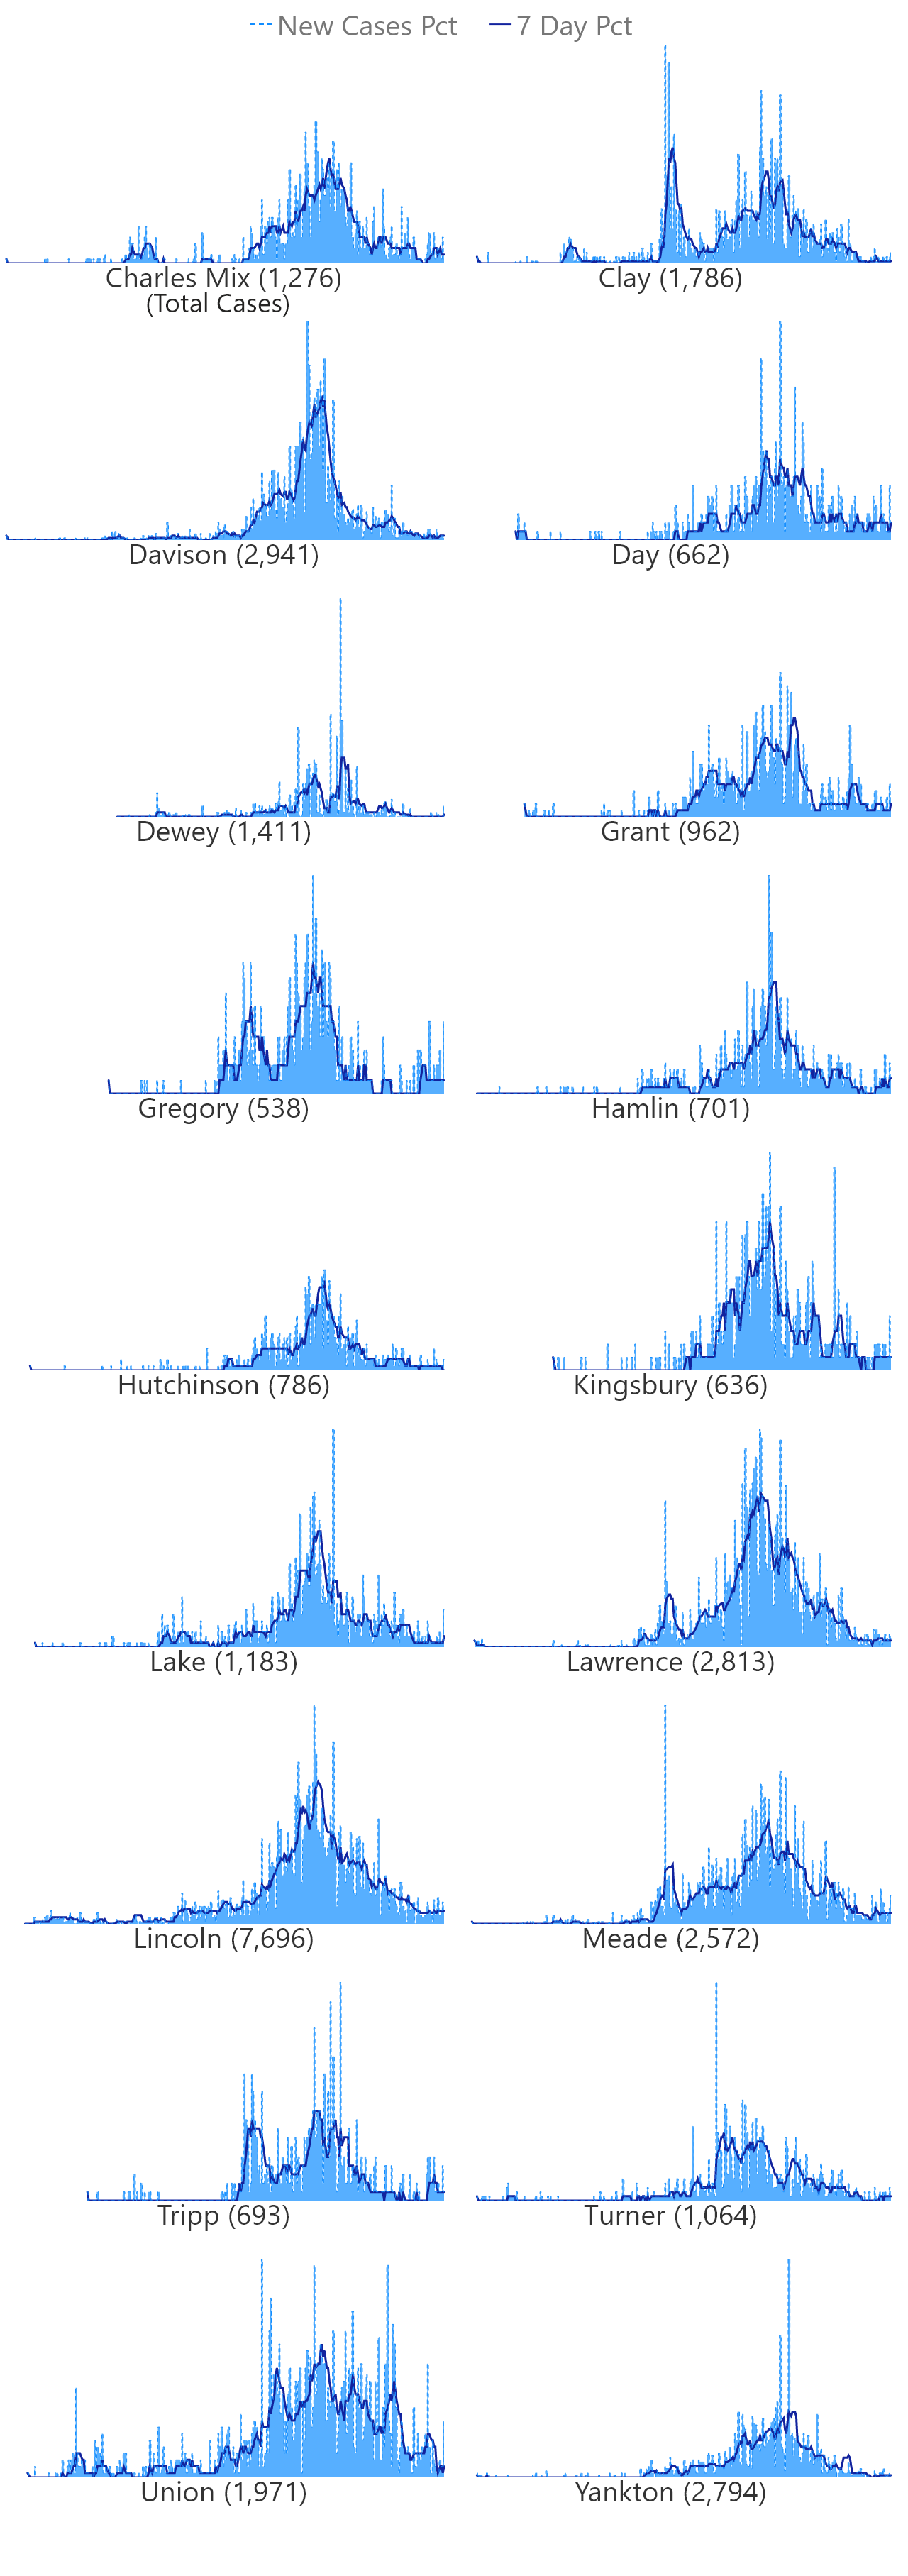 New Cases Pct 7 Day Pct
Charles Mix (1,276) Clay (1,786)
(Total Cases)
Davison (2,941) Day (662)
Dewey (1,411) Grant (962)
Gregory (538) Hamlin (701)
Hutchinson (786) Kingsbury (636)
Lake (1,183) Lawrence (2,813)
Lincoln (7,696) Meade (2,572)
Tripp (693) Turner (1,064)
Union (1,971) Yankton (2,794)